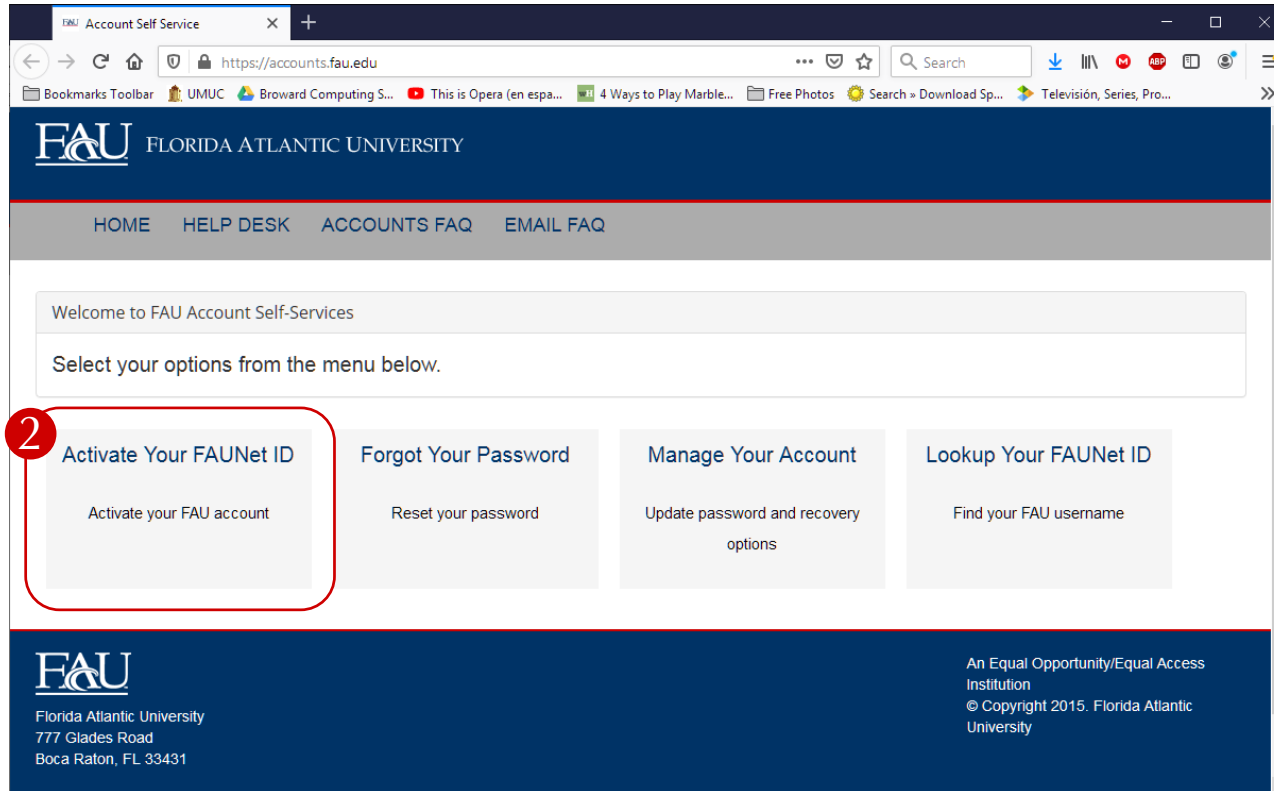 FAU Account Self Service
https://accounts.fau.edu
Search
ABP
Bookmarks Toolbar UMUC Broward Computing S... This is Opera (en espa... 4 Ways to Play Marble... Free Photos Search » Download Sp... Televisión, Series, Pro...
FAU FLORIDA ATLANTIC UNIVERSITY
HOME HELP DESK ACCOUNTS FAQ EMAIL FAQ
Welcome to FAU Account Self-Services
Select your options from the menu below.
2
Activate Your FAUNet ID
Activate your FAU account
Forgot Your Password
Reset your password
Manage Your Account
Update password and recovery
options
Lookup Your FAUNet ID
Find your FAU username
FAU
Florida Atlantic University
777 Glades Road
Boca Raton, FL 33431
An Equal Opportunity/Equal Access
Institution
© Copyright 2015. Florida Atlantic
University